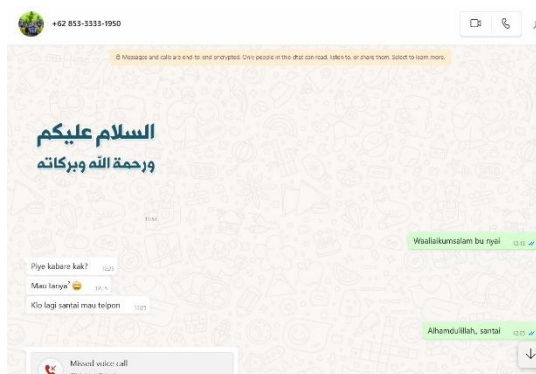 +62 853-3333-1950
Messages and calls are end-to-end encrypted. Only people in this chat can read, listen to, or share them. Select to learn more.
السلام عليكم
ورحمة الله وبركاته
Waaliaikumsalam bu nyai
Piye kabare kak?
Mau tanya²
Klo lagi santai mau telpon
Alhamdulillah, santai
Missed voice call